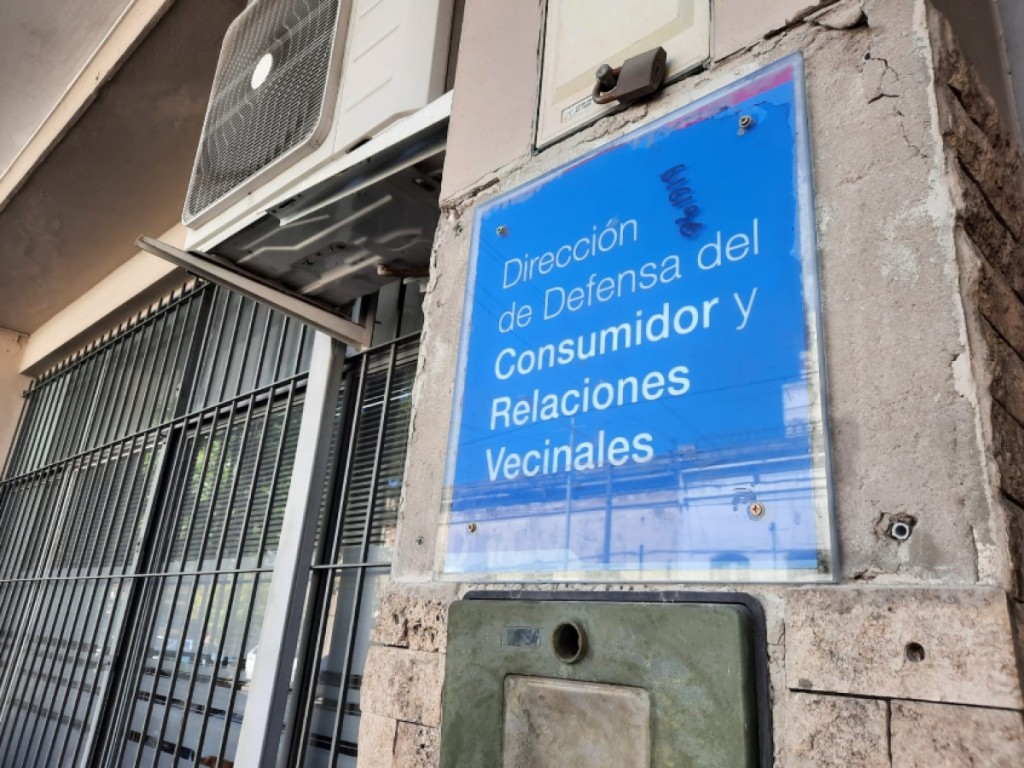 Dirección
de Defensa del
Consumidor y
Relaciones
Vecinales